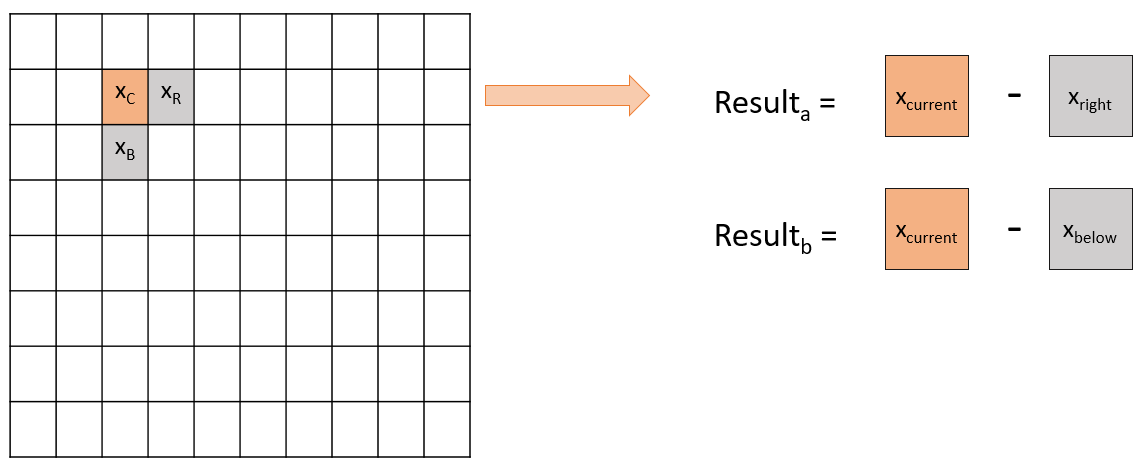 xC xR
xB
Resulta = xcurrent - xright
Resultb = xcurrent - xbelow